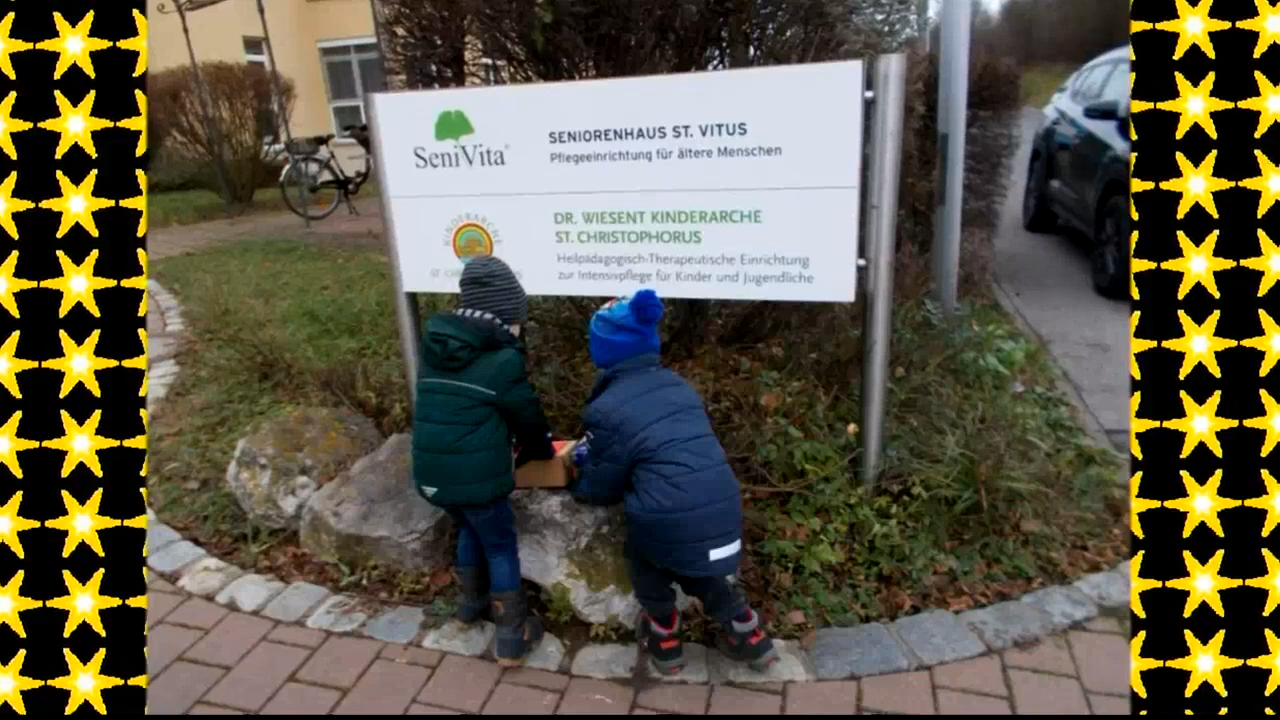 SeniVita
SENIORENHAUS ST. VITUS
Pflegeeinrichtung für ältere Menschen
KINDERARCHE
DR. WIESENT KINDERARCHE
ST. CHRISTOPHORUS
Heilpädagogisch-Therapeutische Einrichtung
zur Intensivpflege für Kinder und Jugendliche